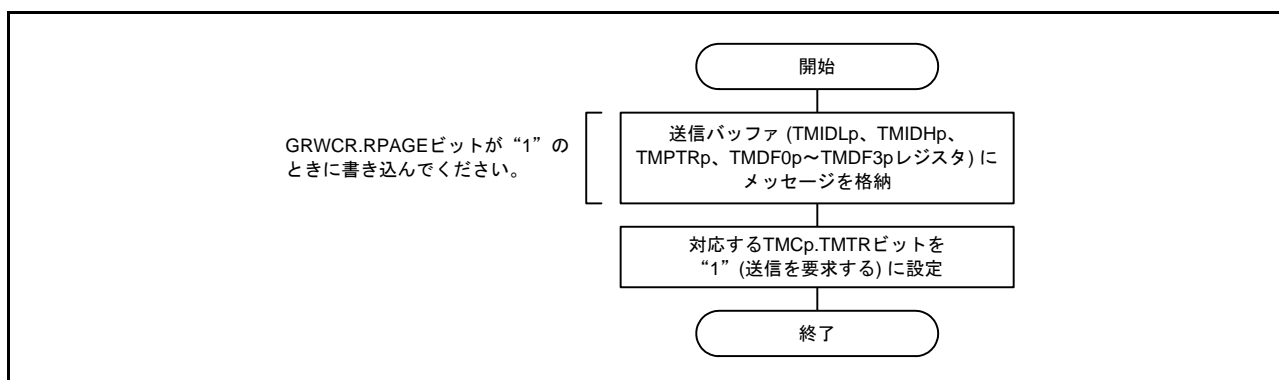 開始
GRWCR.RPAGEビットが“1”の
ときに書き込んでください。
送信バッファ (TMIDLp、TMIDHp、
TMPTRp、TMDF0p～TMDF3pレジスタ) に
メッセージを格納
対応するTMCp.TMTRビットを
“1” (送信を要求する) に設定
終了